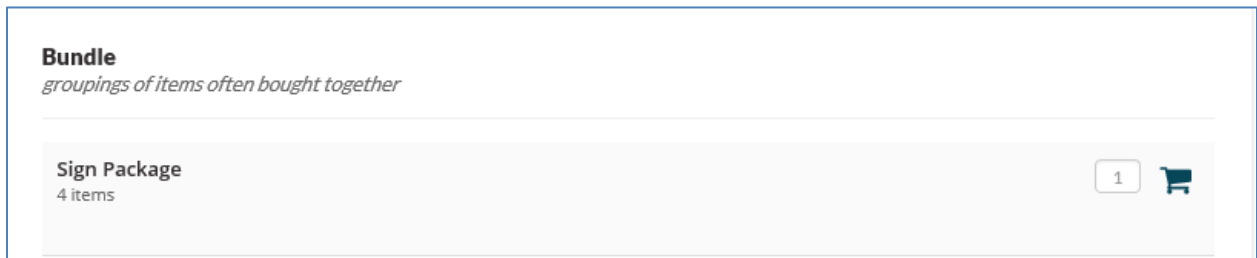 Bundle
groupings of items often bought together
Sign Package
4 items
1